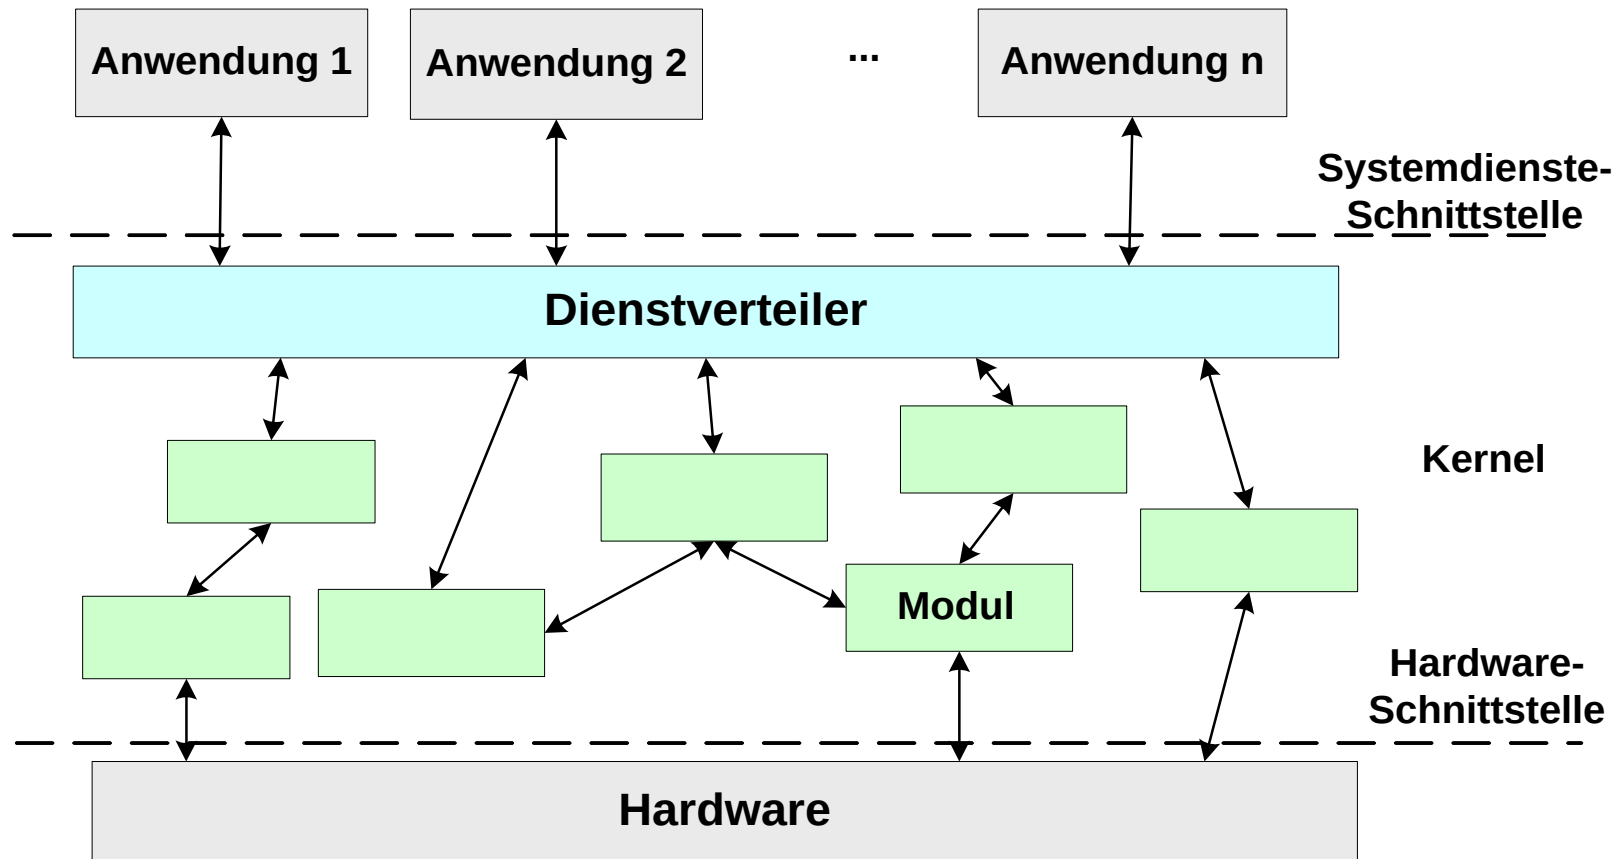 Anwendung 1
Anwendung 2
...
Anwendung n
Systemdienste-
Schnittstelle
Dienstverteiler
Kernel
Modul
Hardware-
Schnittstelle
Hardware